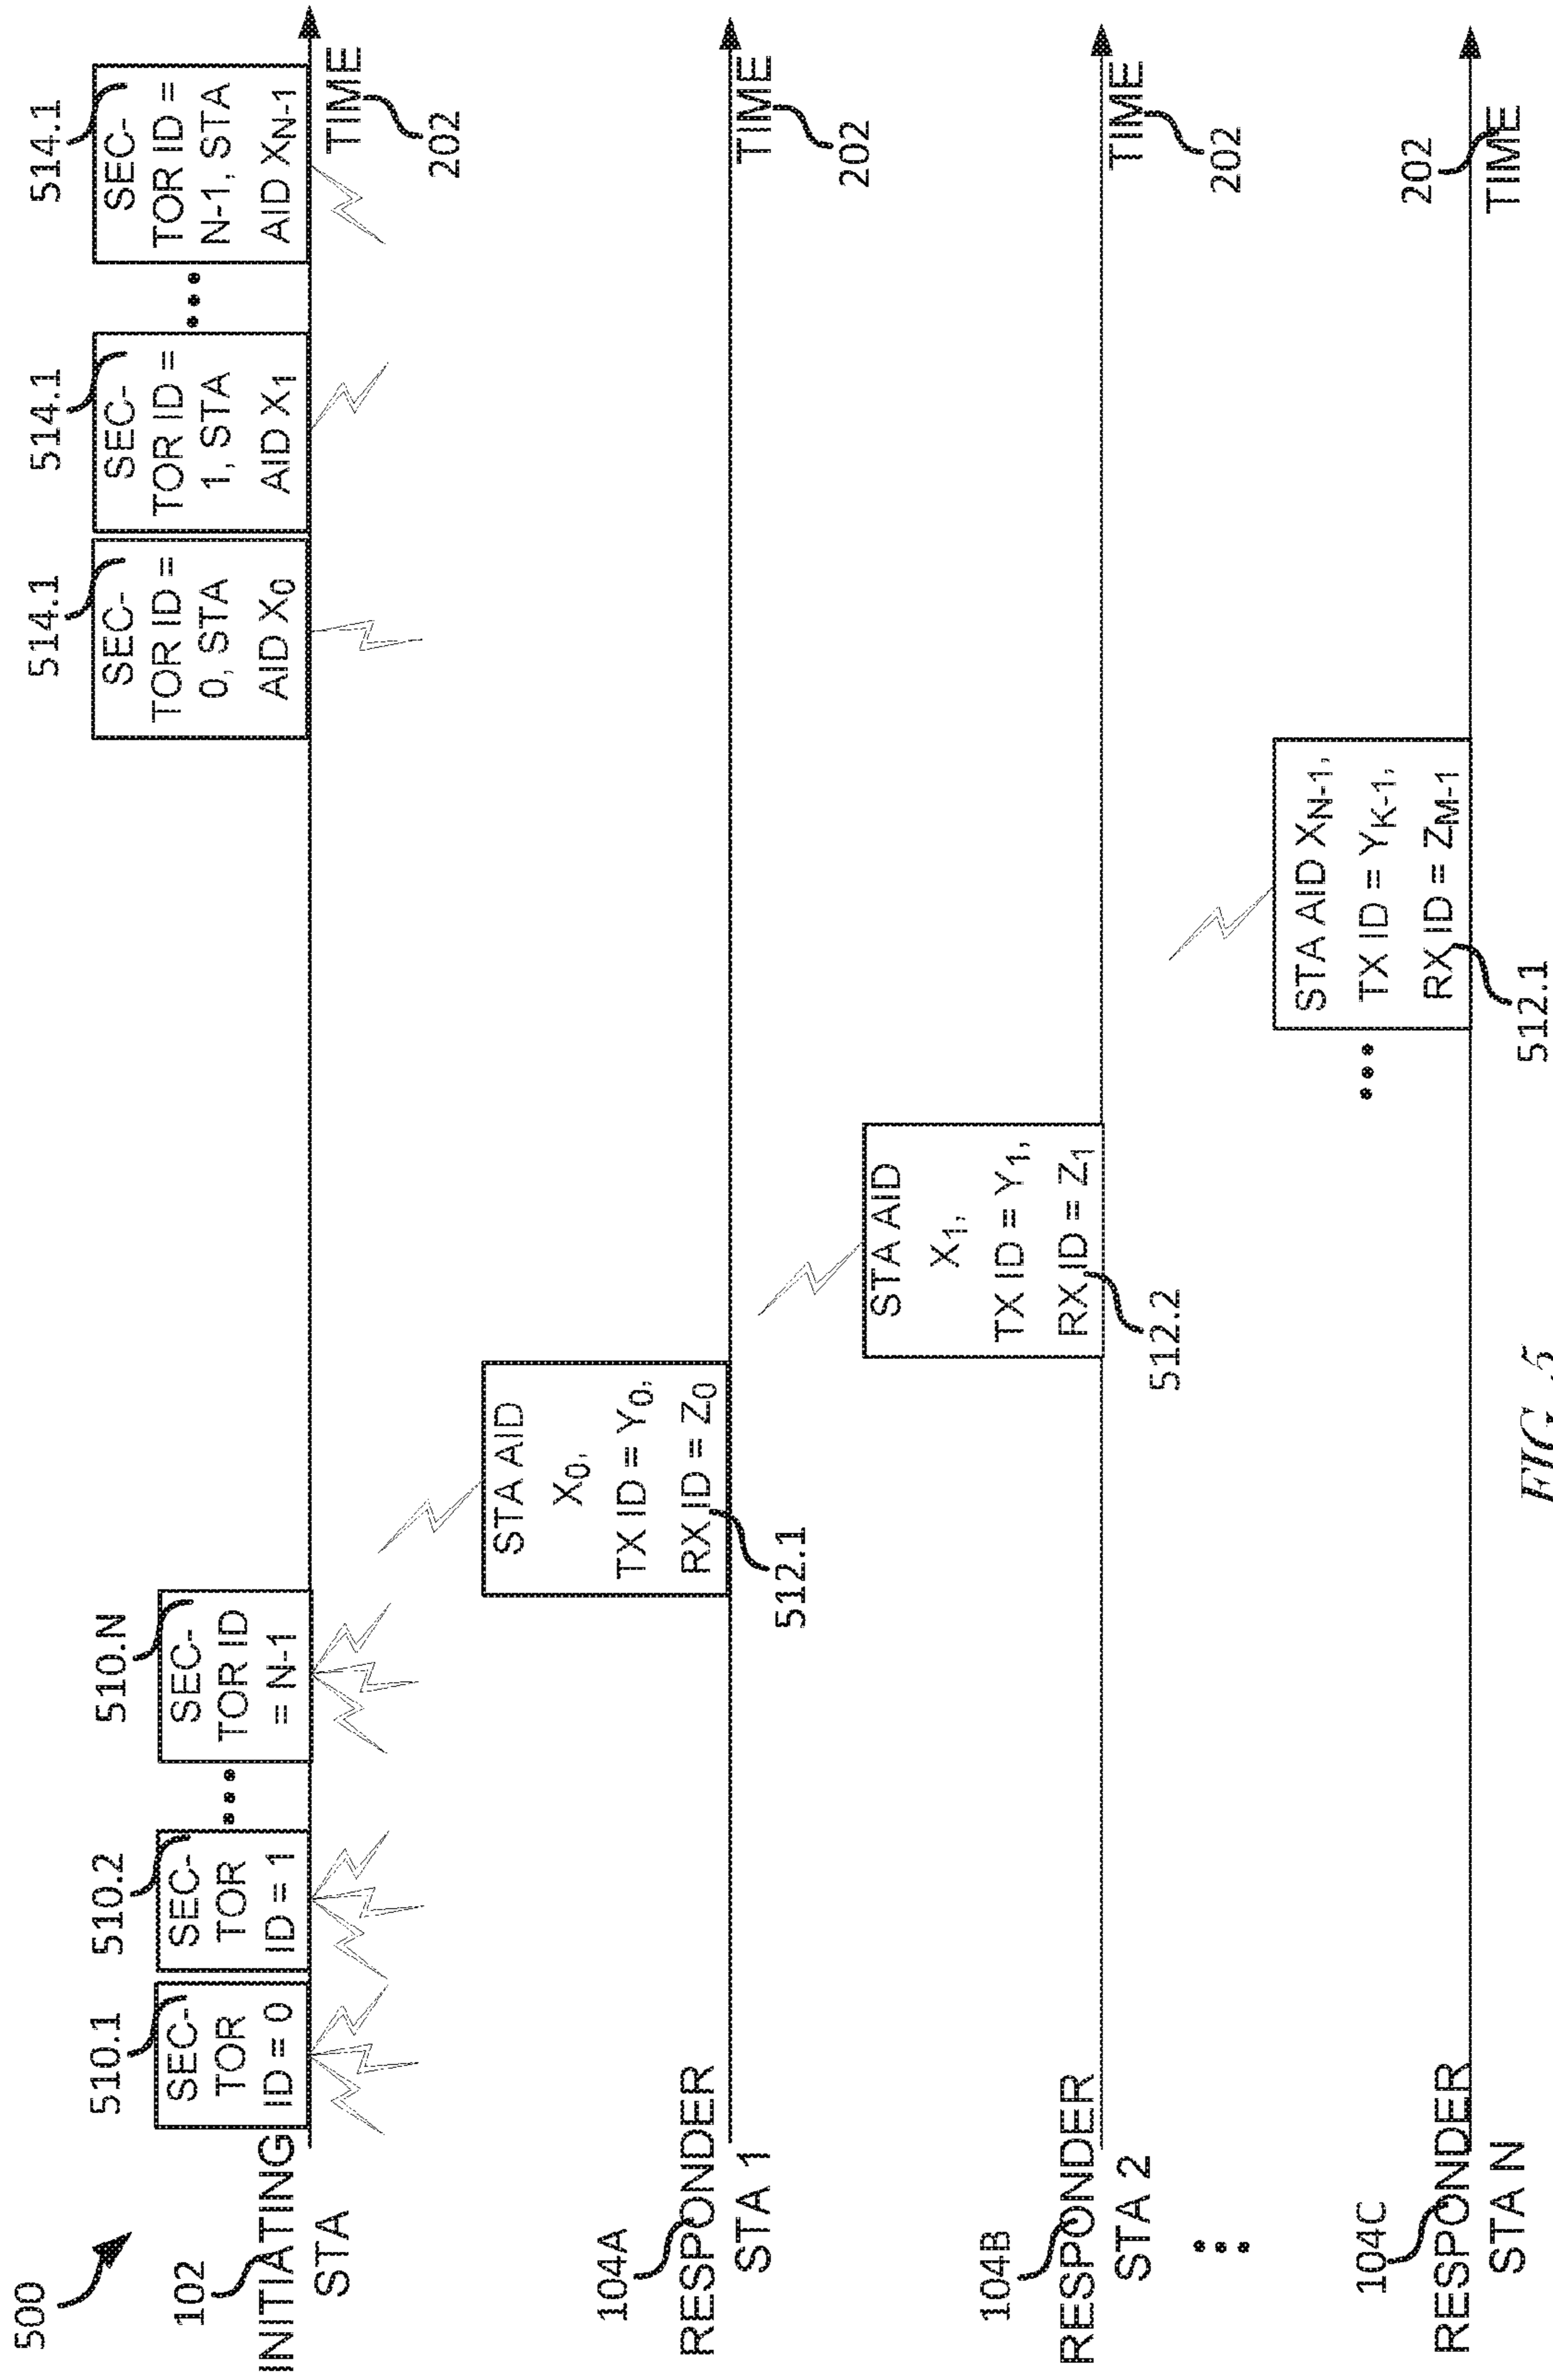 500
102
INITIATING
STA
510.1
SEC-
TOR
ID = 0
510.2
SEC-
TOR
ID = 1
510.N
SEC-
TOR ID
= N-1
514.1
SEC-
TOR ID =
0, STA
AID X0
514.1
SEC-
TOR ID =
1, STA
AID X1
514.1
SEC-
TOR ID =
N-1, STA
AID XN-1
TIME
202
104A
RESPONDER
STA 1
STA AID
X0,
TX ID = Y0,
RX ID = Z0
512.1
TIME
202
104B
RESPONDER
STA 2
STA AID
X1,
TX ID = Y1,
RX ID = Z1
512.2
TIME
202
104C
RESPONDER
STA N
STA AID XN-1,
TX ID = YK-1,
RX ID = ZM-1
512.1
202
TIME
FIG. 5